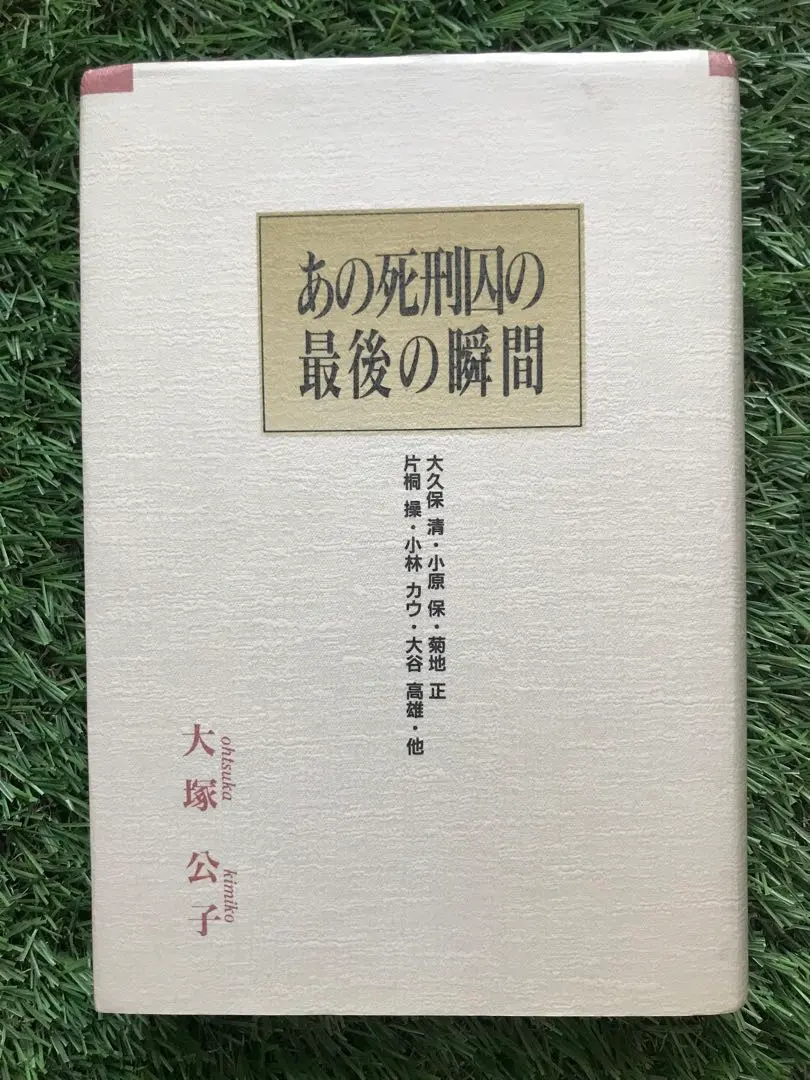 あの死刑囚の
最後の瞬間
大久保 清・小原 保・菊地 正
片桐 操・小林 カウ・大谷 高雄・他
大塚 公子
ohtsuka kimiko